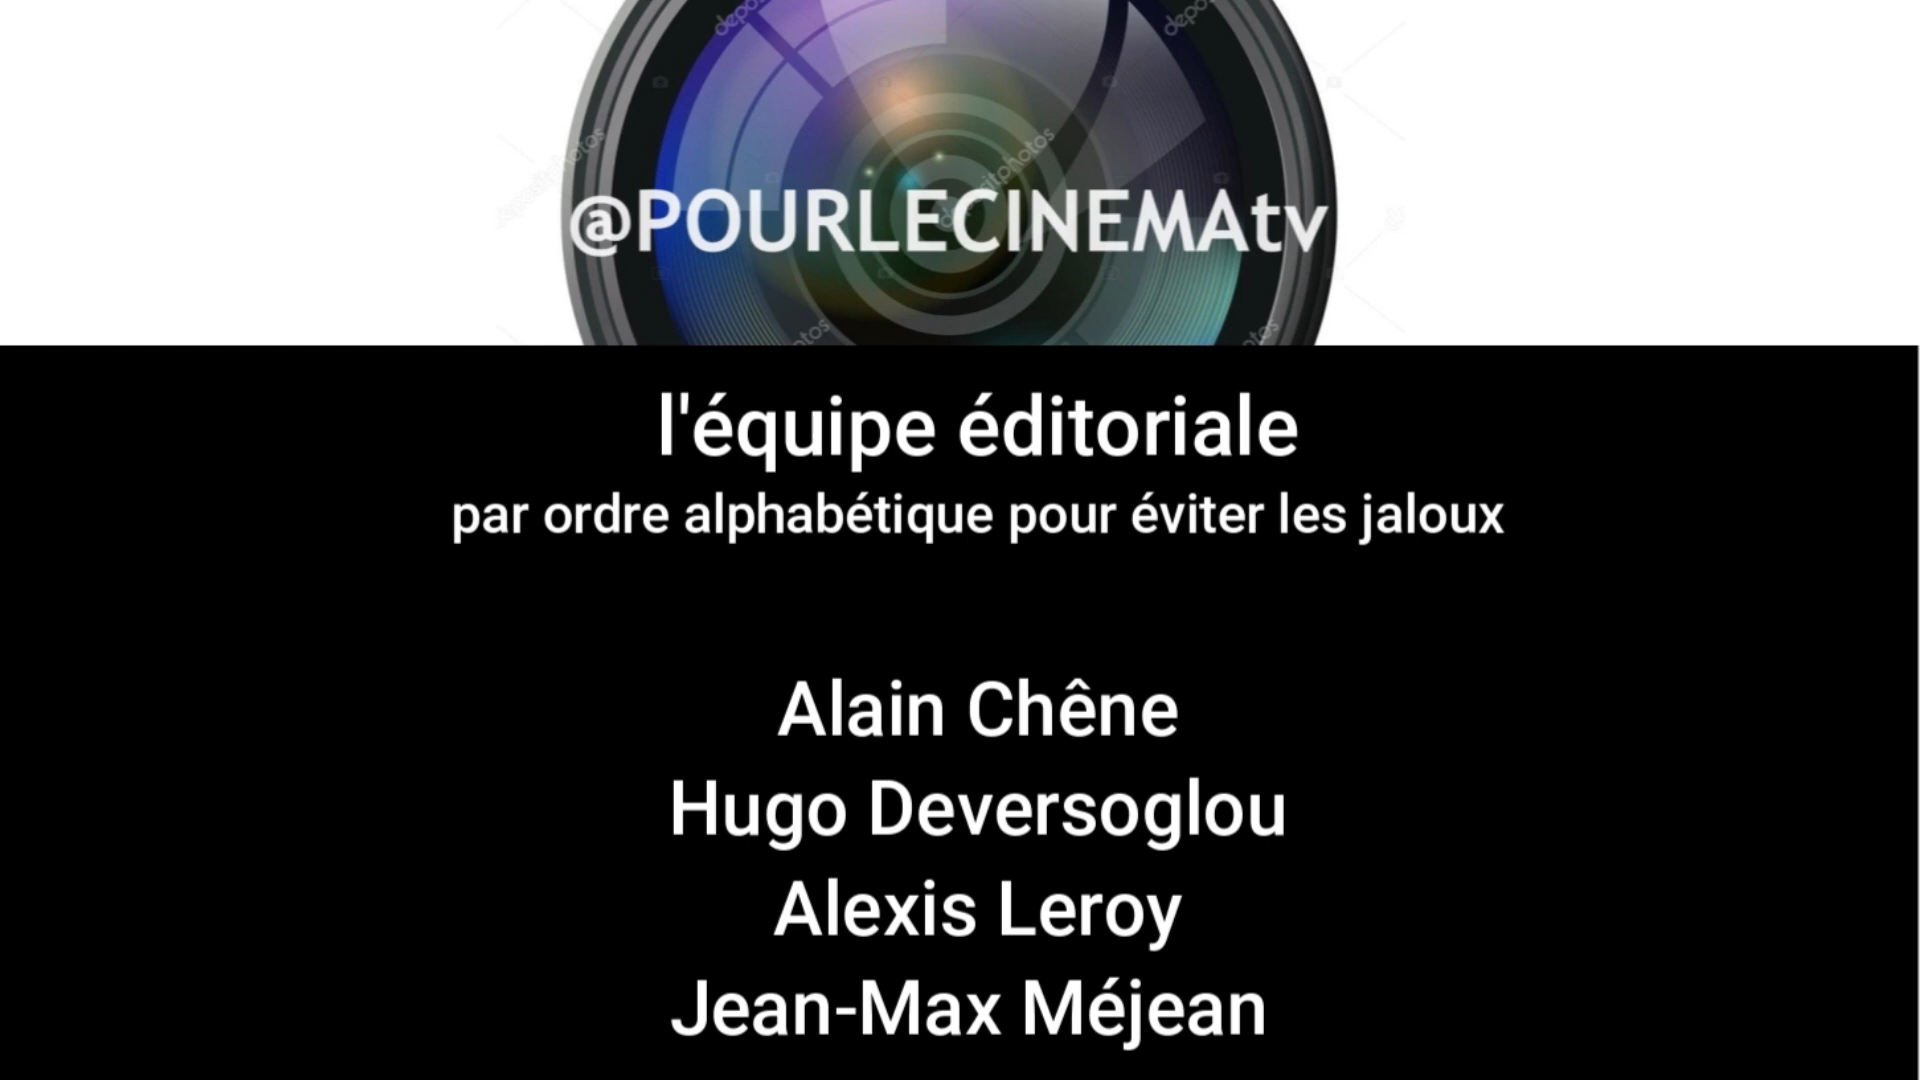 @POURLECINEMAtv
l'équipe éditoriale
par ordre alphabétique pour éviter les jaloux
Alain Chêne
Hugo Deversoglou
Alexis Leroy
Jean-Max Méjean